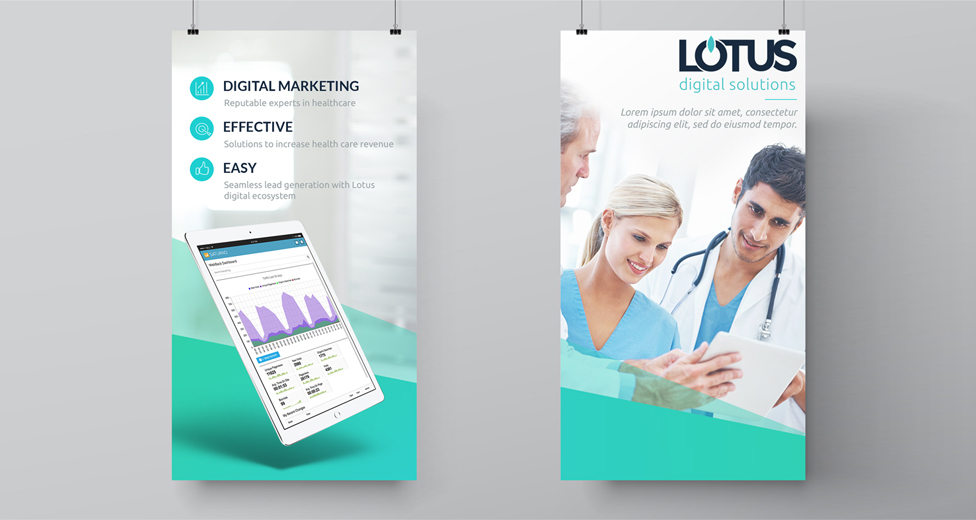 DIGITAL MARKETING
Reputable experts in healthcare
EFFECTIVE
Solutions to increase health care revenue
EASY
Seamless lead generation with Lotus
digital ecosystem
LOTUS
digital solutions
Lorem ipsum dolor sit amet, consectetur
adipiscing elit, sed do eiusmod tempor.